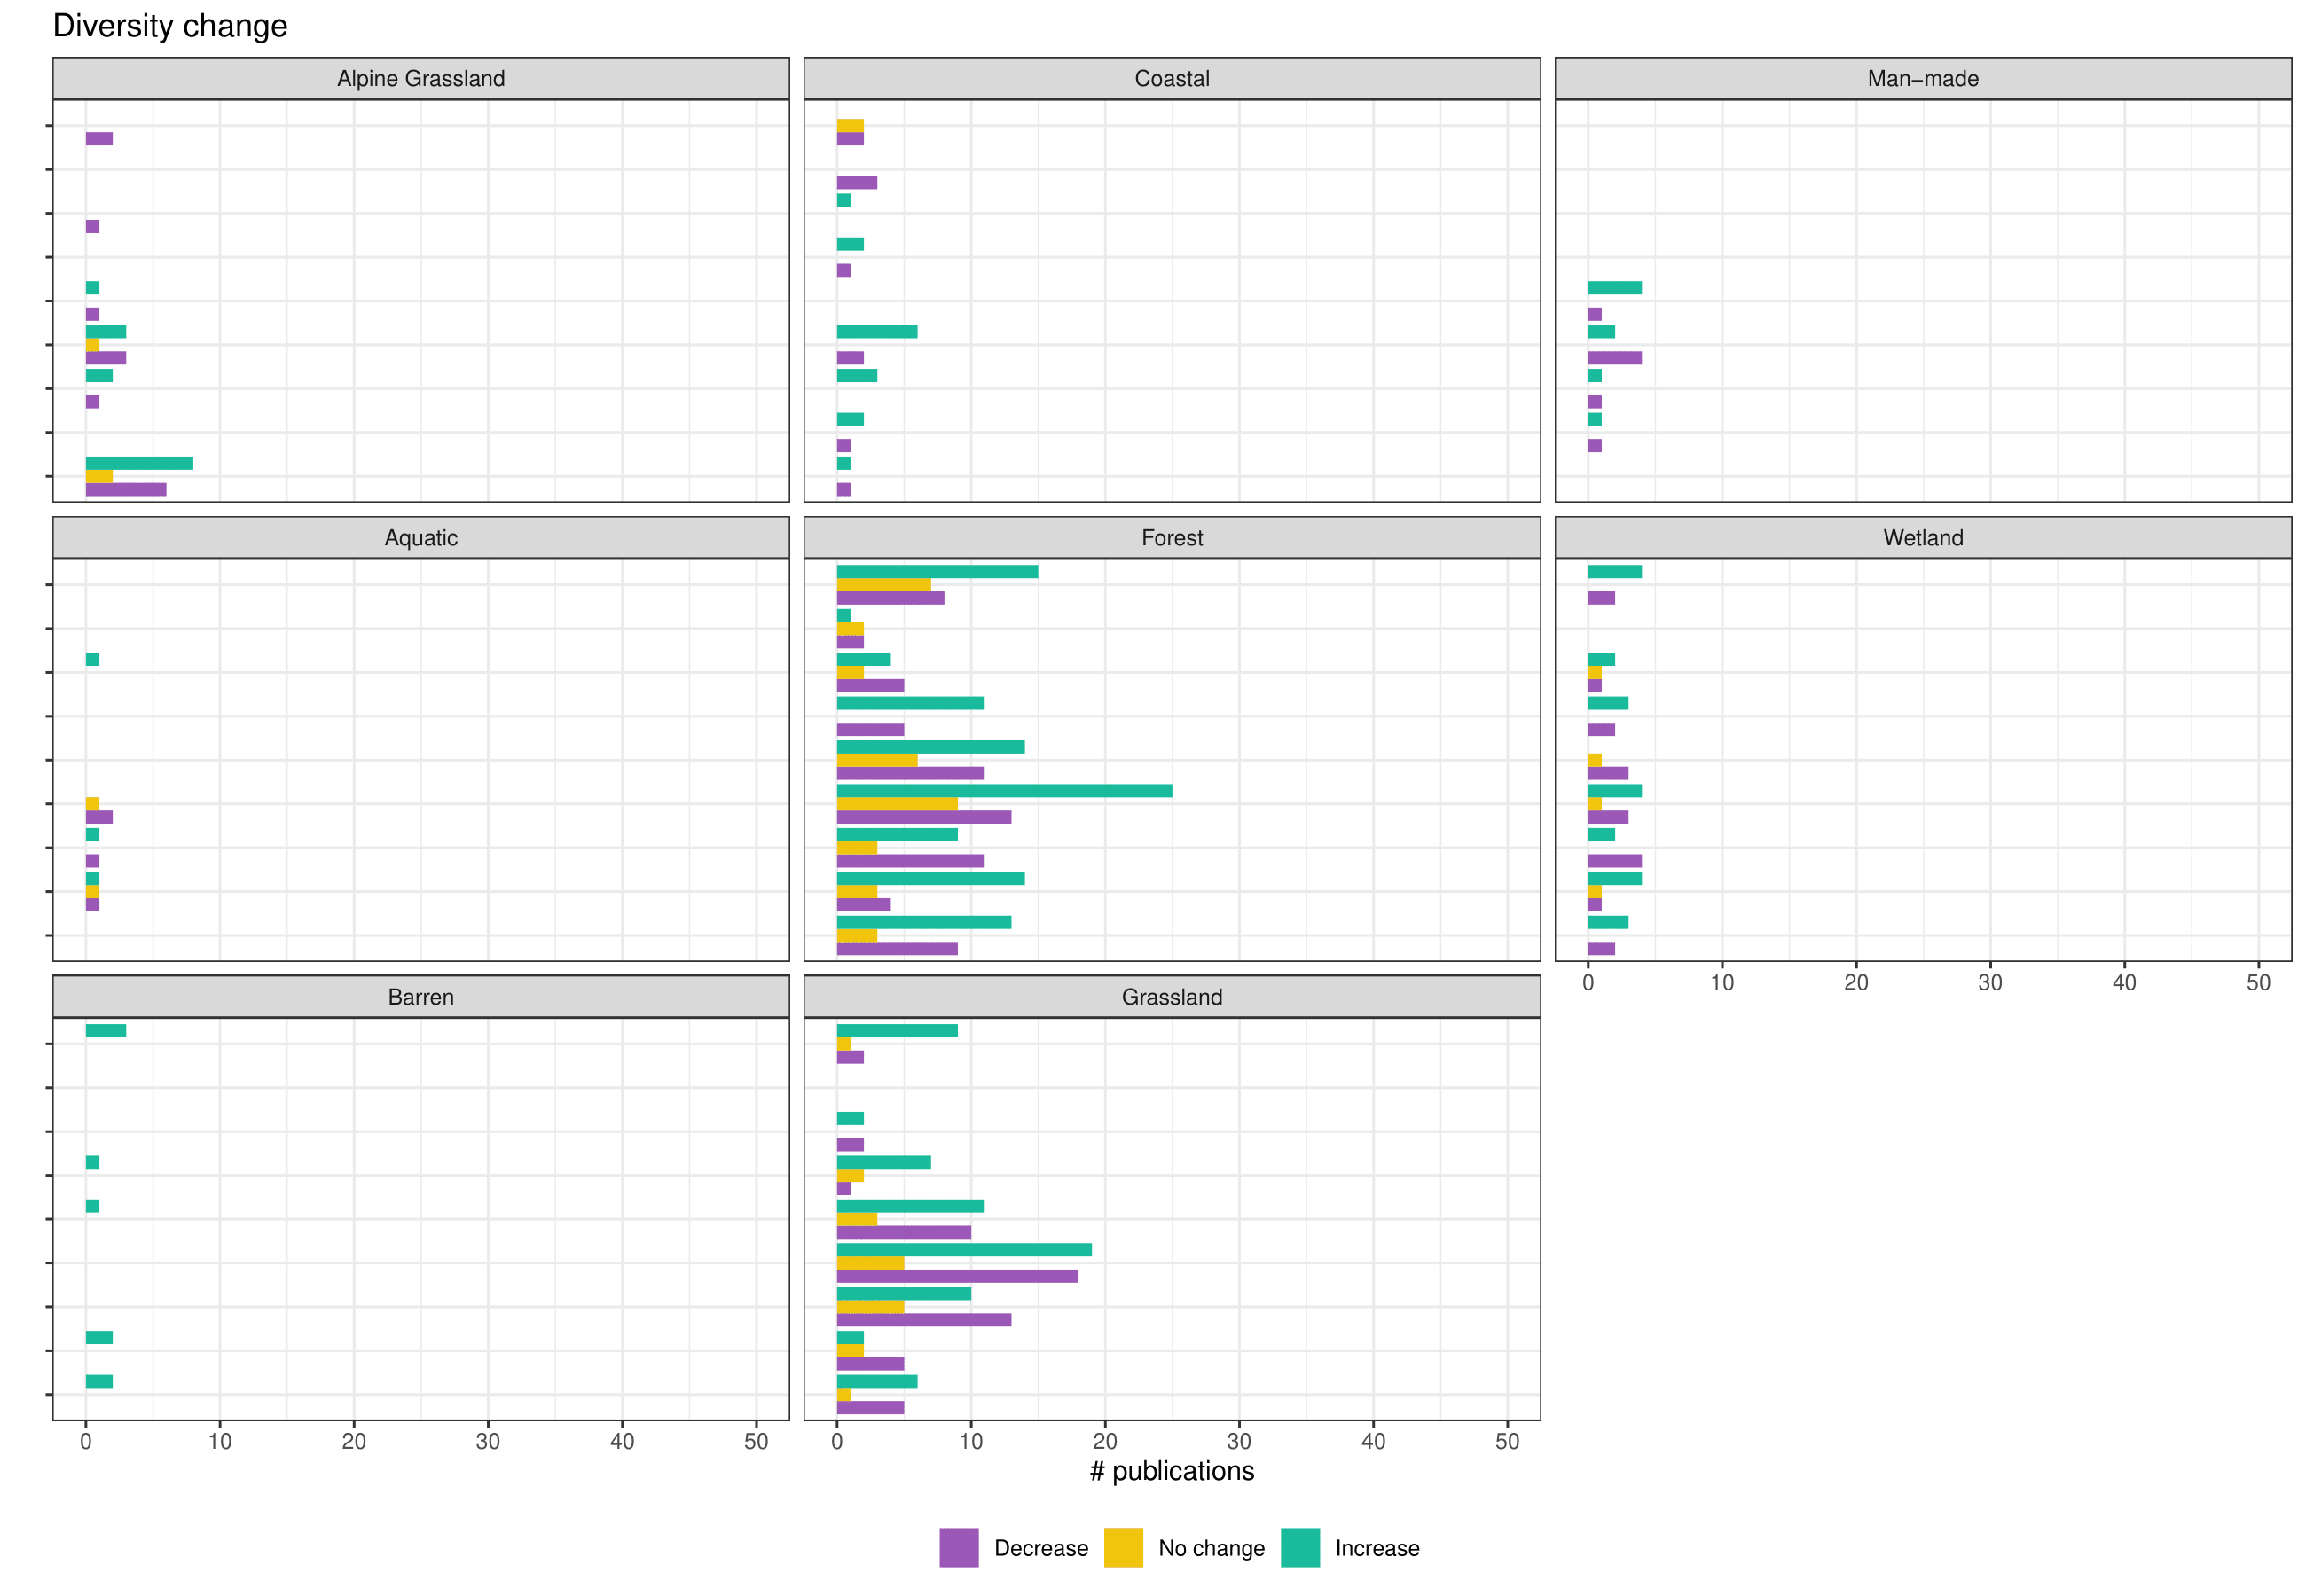 Diversity change
Alpine Grassland
Coastal
Man−made
Aquatic
Forest
Wetland
0 10 20 30 40 50
Barren
Grassland
0 10 20 30 40 50
0 10 20 30 40 50
# publications
Decrease
No change
Increase